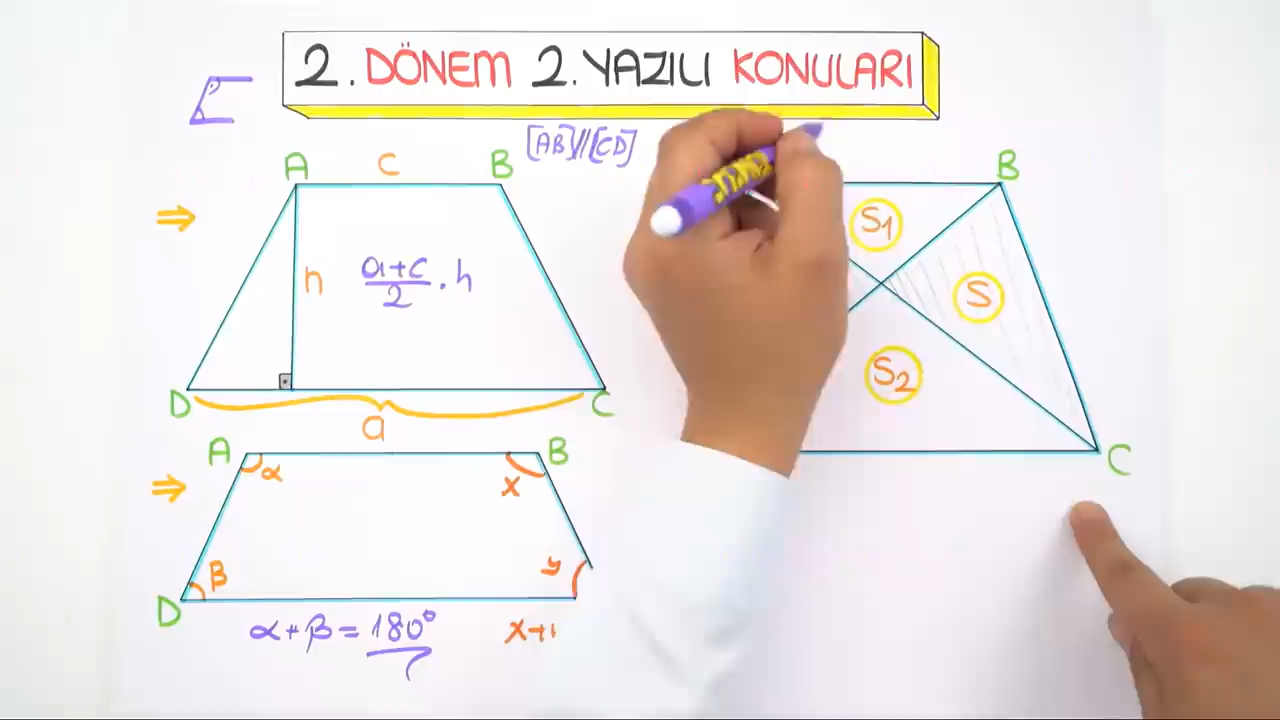 2. DÖNEM 2. YAZILI KONULARI
[AB]//[CD]
A C B
h
a+c
2
. h
D C
a
A B
α x
β y
D
α+β=180°
x+
B
S1
S
S2
C